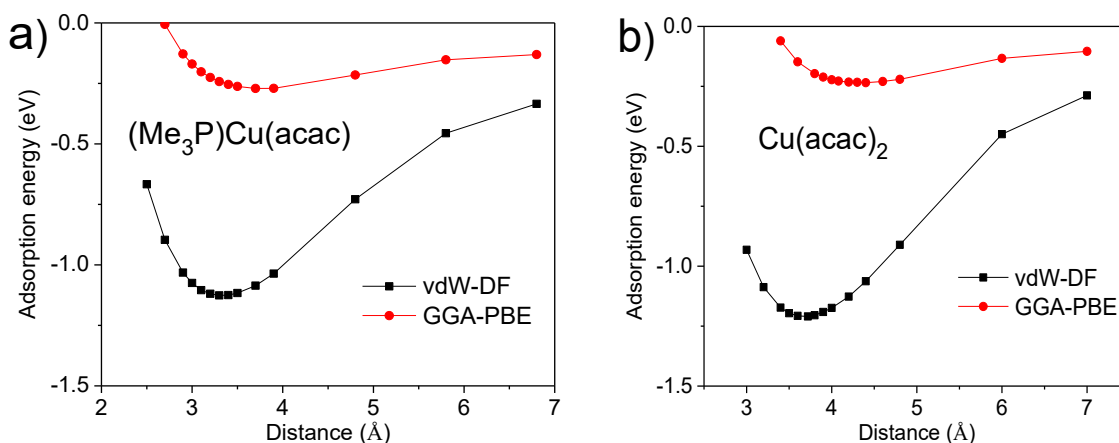 a)
0.0
-0.5
-1.0
-1.5
Adsorption energy (eV)
(Me₃P)Cu(acac)
vdW-DF
GGA-PBE
2 3 4 5 6 7
Distance (Å)
b)
0.0
-0.5
-1.0
-1.5
Adsorption energy (eV)
Cu(acac)₂
vdW-DF
GGA-PBE
3 4 5 6 7
Distance (Å)